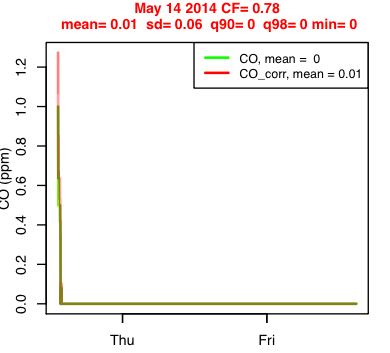 May 14 2014 CF= 0.78
mean= 0.01 sd= 0.06 q90= 0 q98= 0 min= 0
CO, mean = 0
CO_corr, mean = 0.01
CO (ppm)
1.2
1.0
0.8
0.6
0.4
0.2
0.0
Thu
Fri